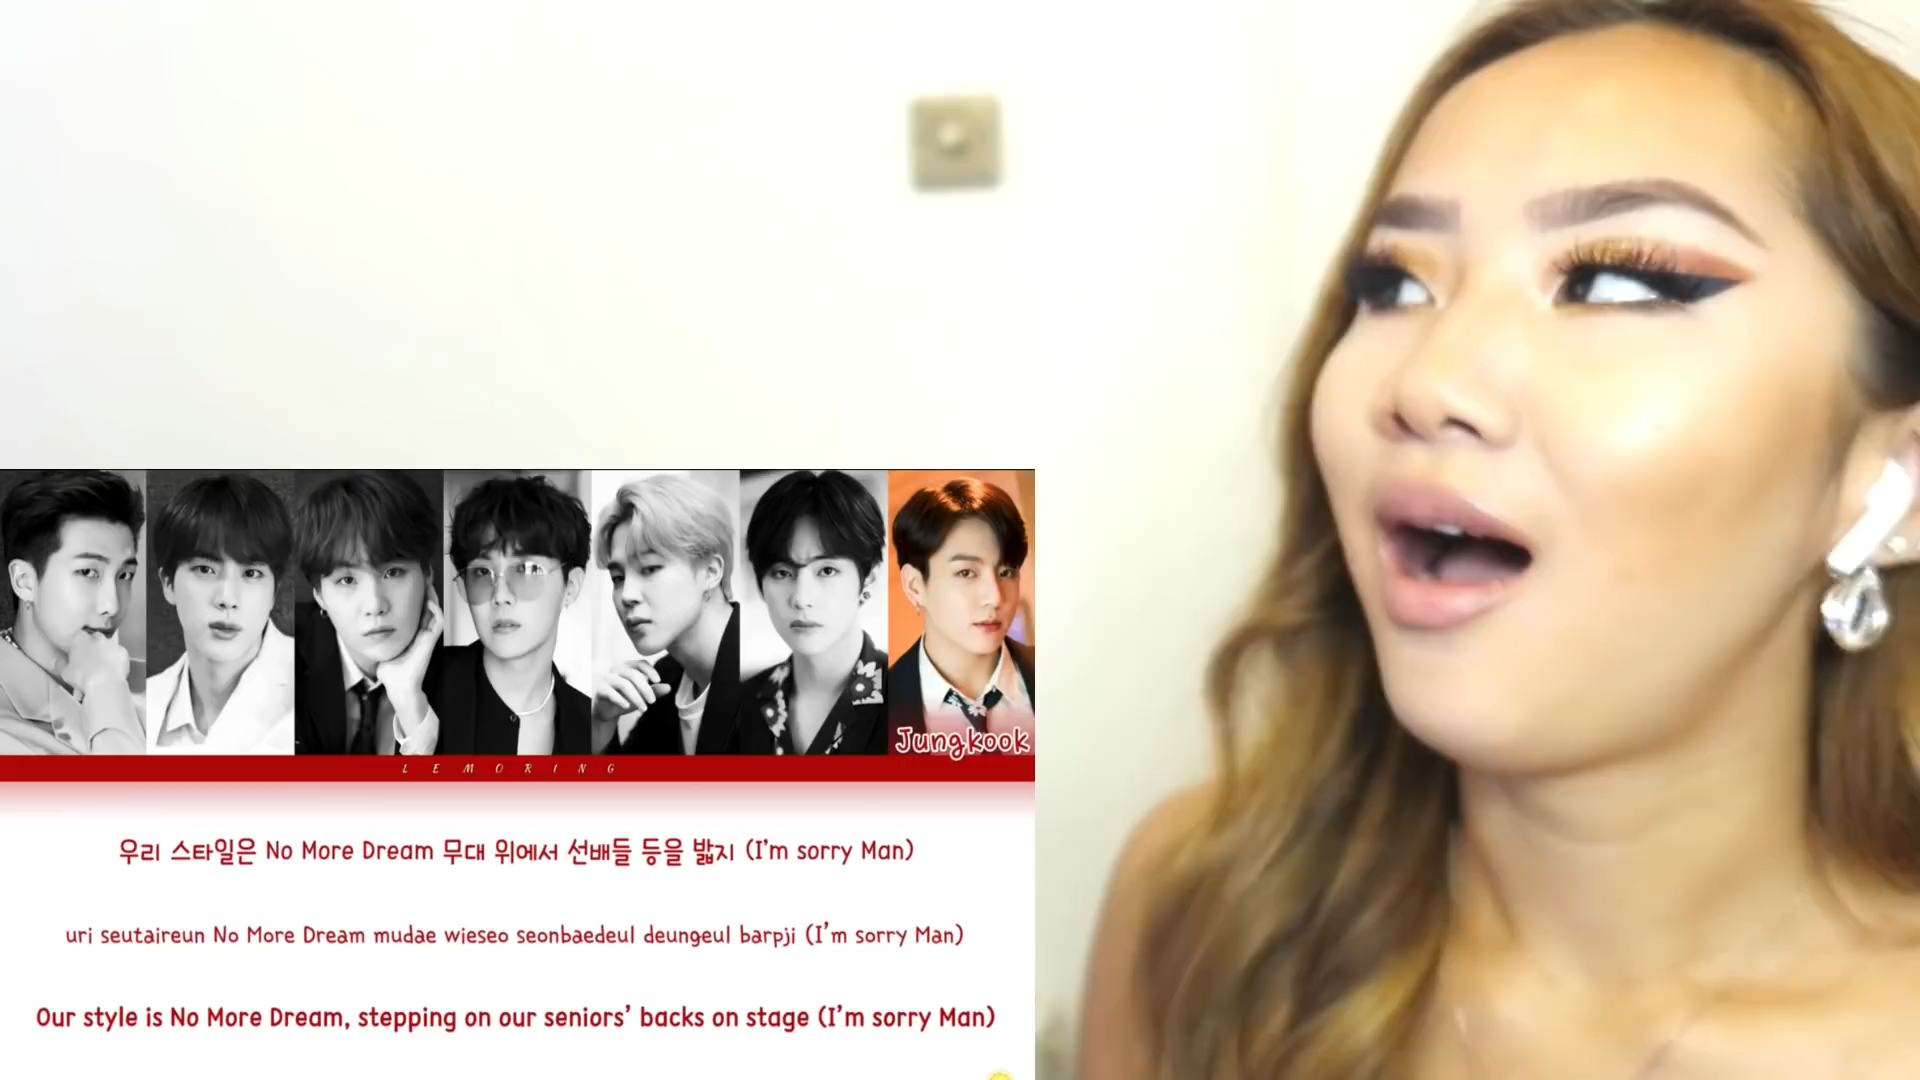 Jungkook
LEMORING
우리 스타일은 No More Dream 무대 위에서 선배들 등을 밟지 (I'm sorry Man)
uri seutaireun No More Dream mudae wieseo seonbaedeul deungeul barpji (I'm sorry Man)
Our style is No More Dream, stepping on our seniors' backs on stage (I'm sorry Man)